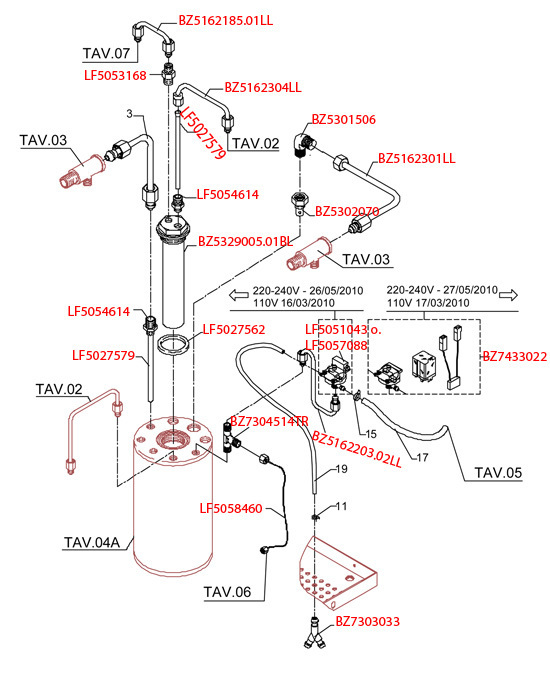 BZ5162185.01LL
TAV.07
LF5053168
BZ5162304LL
3
LF5027579
BZ5301506
TAV.03
TAV.02
BZ5162301LL
LF5054614
BZ5302070
BZ5329005.01BL
TAV.03
220-240V - 26/05/2010
110V 16/03/2010
220-240V - 27/05/2010
110V 17/03/2010
LF5054614
LF5027562
LF5051043 o.
LF5057088
LF5027579
BZ7433022
TAV.02
BZ7304514TR
15
BZ5162203.02LL
17
19
TAV.05
LF5058460
11
TAV.04A
TAV.06
BZ7303033